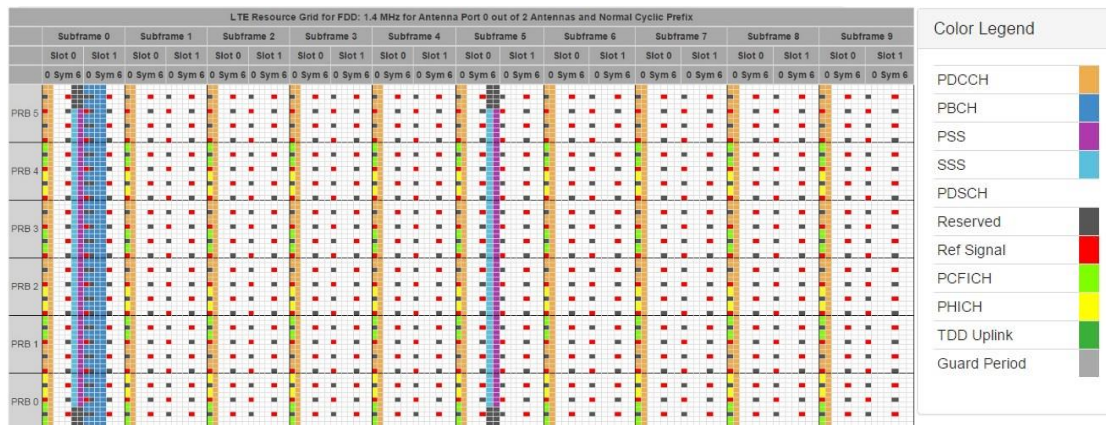 LTE Resource Grid for FDD: 1.4 MHz for Antenna Port 0 out of 2 Antennas and Normal Cyclic Prefix
Subframe 0 Subframe 1 Subframe 2 Subframe 3 Subframe 4 Subframe 5 Subframe 6 Subframe 7 Subframe 8 Subframe 9
Slot 0 Slot 1 Slot 0 Slot 1 Slot 0 Slot 1 Slot 0 Slot 1 Slot 0 Slot 1 Slot 0 Slot 1 Slot 0 Slot 1 Slot 0 Slot 1 Slot 0 Slot 1 Slot 0 Slot 1
0 Sym 6 0 Sym 6 0 Sym 6 0 Sym 6 0 Sym 6 0 Sym 6 0 Sym 6 0 Sym 6 0 Sym 6 0 Sym 6 0 Sym 6 0 Sym 6 0 Sym 6 0 Sym 6 0 Sym 6 0 Sym 6 0 Sym 6 0 Sym 6 0 Sym 6 0 Sym 6
PRB 5
PRB 4
PRB 3
PRB 2
PRB 1
PRB 0
Color Legend
PDCCH
PBCH
PSS
SSS
PDSCH
Reserved
Ref Signal
PCFICH
PHICH
TDD Uplink
Guard Period